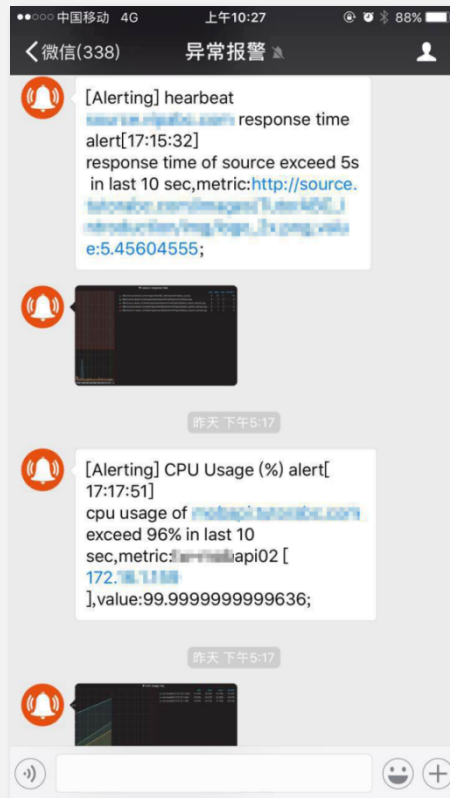 中国移动 4G 上午10:27 88%
微信(338) 异常报警
[Alerting] hearbeat
response time
alert[17:15:32]
response time of source exceed 5s
in last 10 sec,metric:http://source.
e:5.45604555;
昨天 下午5:17
[Alerting] CPU Usage (%) alert[
17:17:51]
cpu usage of
exceed 96% in last 10
sec,metric: api02 [
172.
],value:99.9999999999636;
昨天 下午5:17